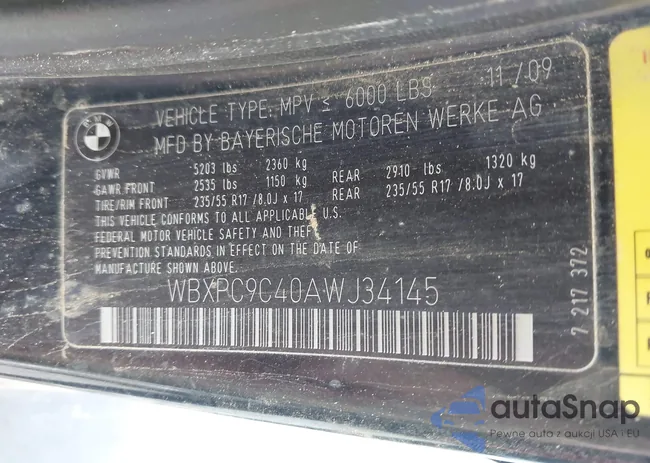 VEHICLE TYPE: MPV ≤ 6000 LBS 11/09
MFD BY BAYERISCHE MOTOREN WERKE-AG
GVWR 5203 lbs 2360 kg
GAWR FRONT 2535 lbs 1150 kg REAR 2910 lbs 1320 kg
TIRE/RIM FRONT 235/55 R17 /8.0J x 17 REAR 235/55 R17 /8.0J x 17
THIS VEHICLE CONFORMS TO ALL APPLICABLE U.S.
FEDERAL MOTOR VEHICLE SAFETY AND THEFT
PREVENTION STANDARDS IN EFFECT ON THE DATE OF
WBXPC9C40AWJ34145
7 217 372
BMW
autaSnap
Pewne auta z aukcji USA i EU